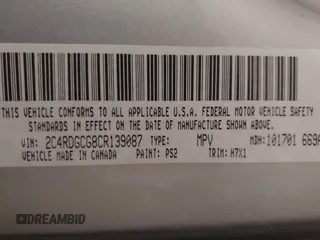 THIS VEHICLE CONFORMS TO ALL APPLICABLE U.S.A. FEDERAL MOTOR VEHICLE SAFETY
STANDARDS IN EFFECT ON THE DATE OF MANUFACTURE SHOWN ABOVE.
VIN: 2C4RDGCG8CR139087 TYPE: MPV MDH: 101701 669A
VEHICLE MADE IN CANADA PAINT: PS2 TRIM: H7X1
DREAMBID